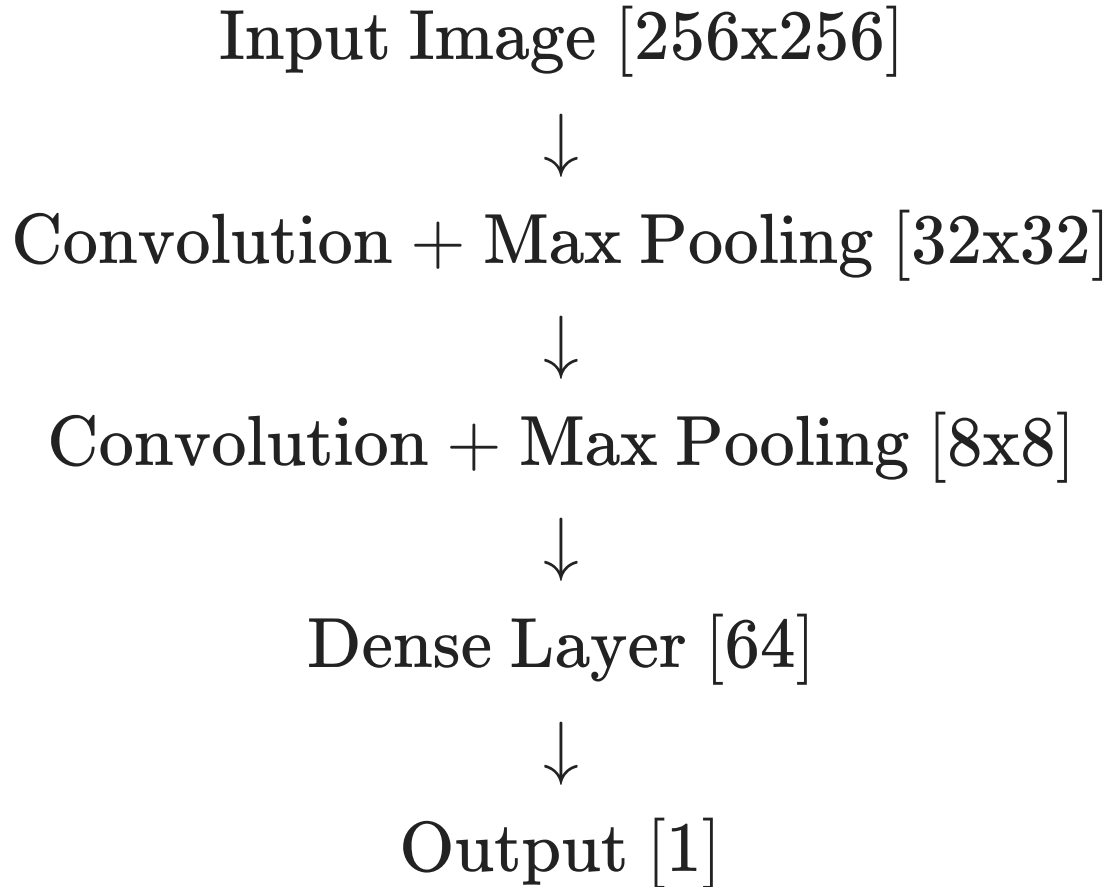 Input Image [256x256]
↓
Convolution + Max Pooling [32x32]
↓
Convolution + Max Pooling [8x8]
↓
Dense Layer [64]
↓
Output [1]